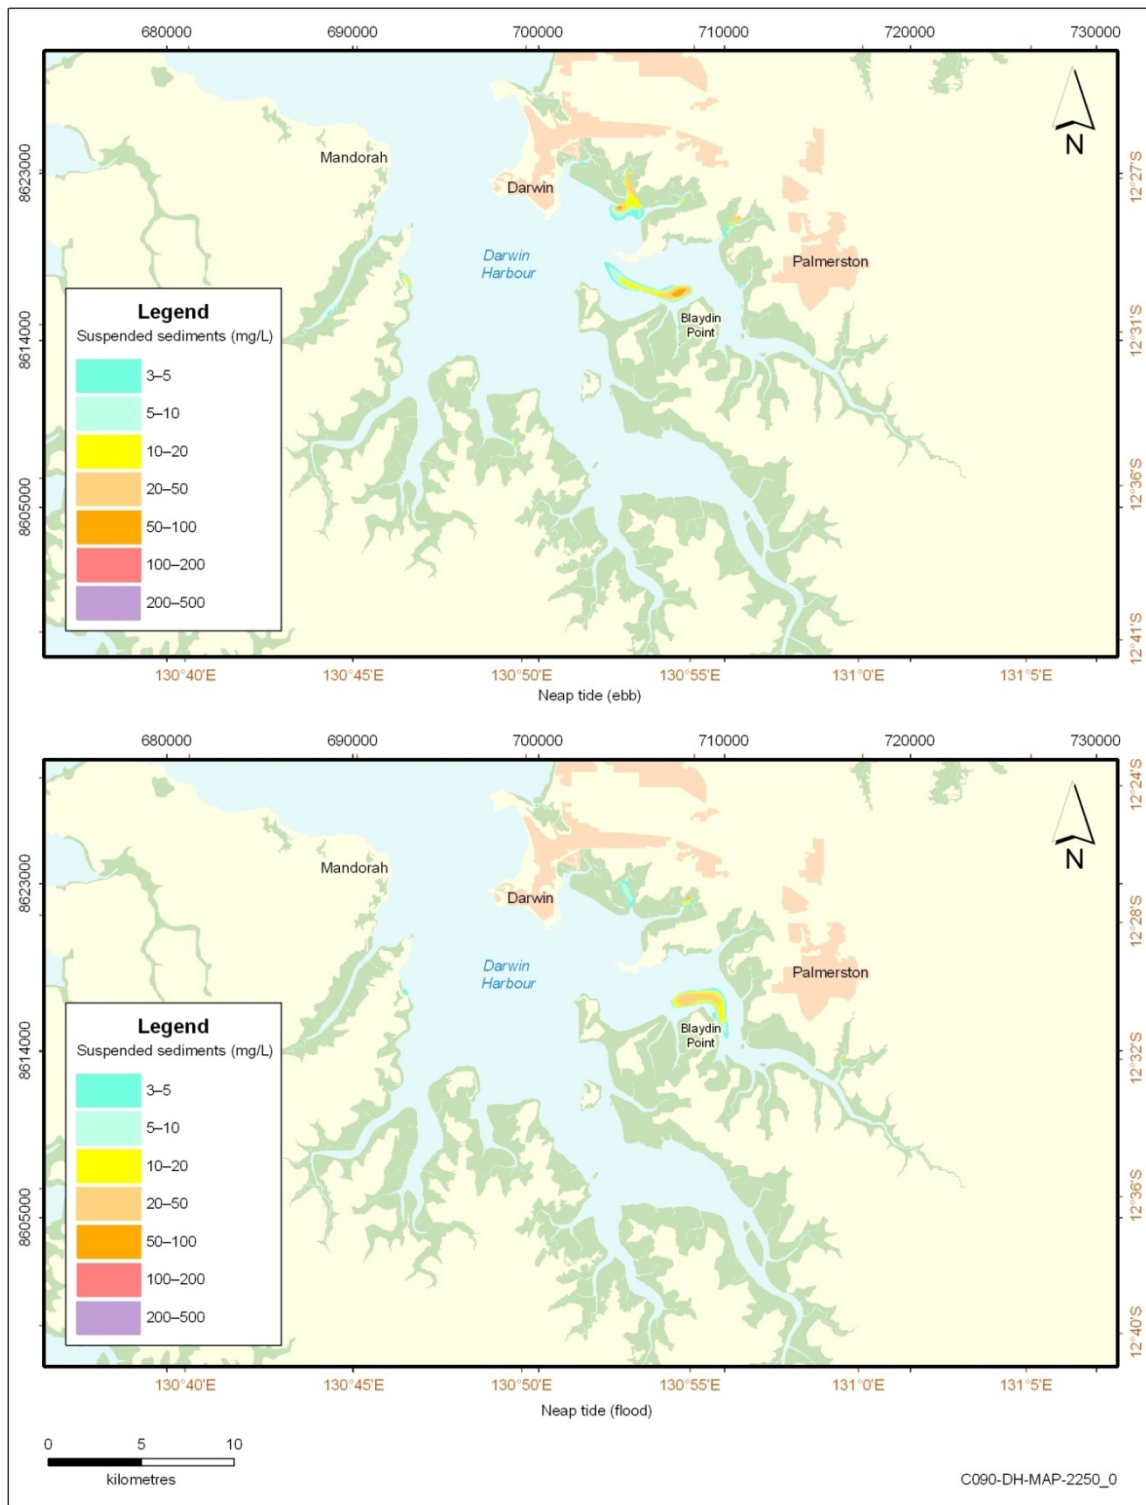 680000 690000 700000 710000 720000 730000
Mandorah
Darwin
Darwin
Harbour
Palmerston
Blaydin
Point
N
8623000
8614000
8605000
12°27'S
12°31'S
12°36'S
12°41'S
Legend
Suspended sediments (mg/L)
3–5
5–10
10–20
20–50
50–100
100–200
200–500
130°40'E 130°45'E 130°50'E 130°55'E 131°0'E 131°5'E
Neap tide (ebb)
680000 690000 700000 710000 720000 730000
Mandorah
Darwin
Darwin
Harbour
Palmerston
Blaydin
Point
N
8623000
8614000
8605000
12°24'S
12°28'S
12°32'S
12°36'S
12°40'S
Legend
Suspended sediments (mg/L)
3–5
5–10
10–20
20–50
50–100
100–200
200–500
130°40'E 130°45'E 130°50'E 130°55'E 131°0'E 131°5'E
Neap tide (flood)
0 5 10
kilometres
C090-DH-MAP-2250_0